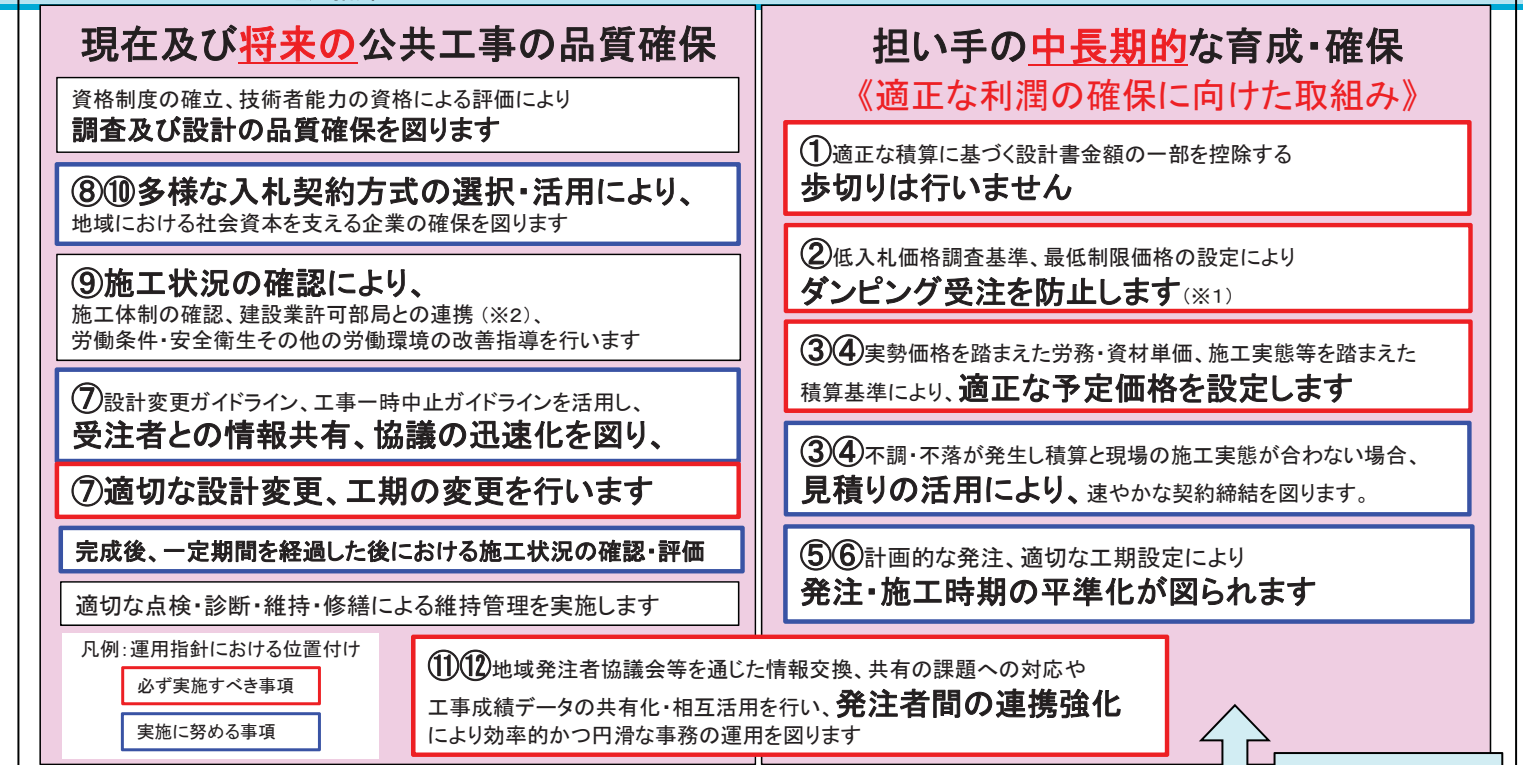 現在及び将来の公共工事の品質確保
資格制度の確立、技術者能力の資格による評価により
調査及び設計の品質確保を図ります
⑧⑩多様な入札契約方式の選択・活用により、
地域における社会資本を支える企業の確保を図ります
⑨施工状況の確認により、
施工体制の確認、建設業許可部局との連携（※2）、
労働条件・安全衛生その他の労働環境の改善指導を行います
⑦設計変更ガイドライン、工事一時中止ガイドラインを活用し、
受注者との情報共有、協議の迅速化を図り、
⑦適切な設計変更、工期の変更を行います
完成後、一定期間を経過した後における施工状況の確認・評価
適切な点検・診断・維持・修繕による維持管理を実施します
凡例：運用指針における位置付け
必ず実施すべき事項
実施に努める事項
担い手の中長期的な育成・確保
《適正な利潤の確保に向けた取組み》
①適正な積算に基づく設計書金額の一部を控除する
歩切りは行いません
②低入札価格調査基準、最低制限価格の設定により
ダンピング受注を防止します（※1）
③④実勢価格を踏まえた労務・資材単価、施工実態等を踏まえた
積算基準により、適正な予定価格を設定します
③④不調・不落が発生し積算と現場の施工実態が合わない場合、
見積りの活用により、速やかな契約締結を図ります。
⑤⑥計画的な発注、適切な工期設定により
発注・施工時期の平準化が図られます
⑪⑫地域発注者協議会等を通じた情報交換、共有の課題への対応や
工事成績データの共有化・相互活用を行い、発注者間の連携強化
により効率的かつ円滑な事務の運用を図ります